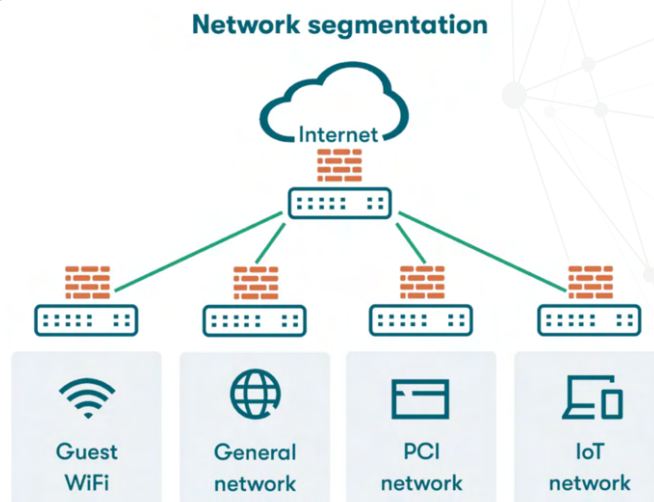 Network segmentation
Internet
Guest
WiFi
General
network
PCI
network
IoT
network